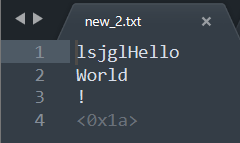 new_2.txt
1 lsjglHello
2 World
3 !
4 <0x1a>